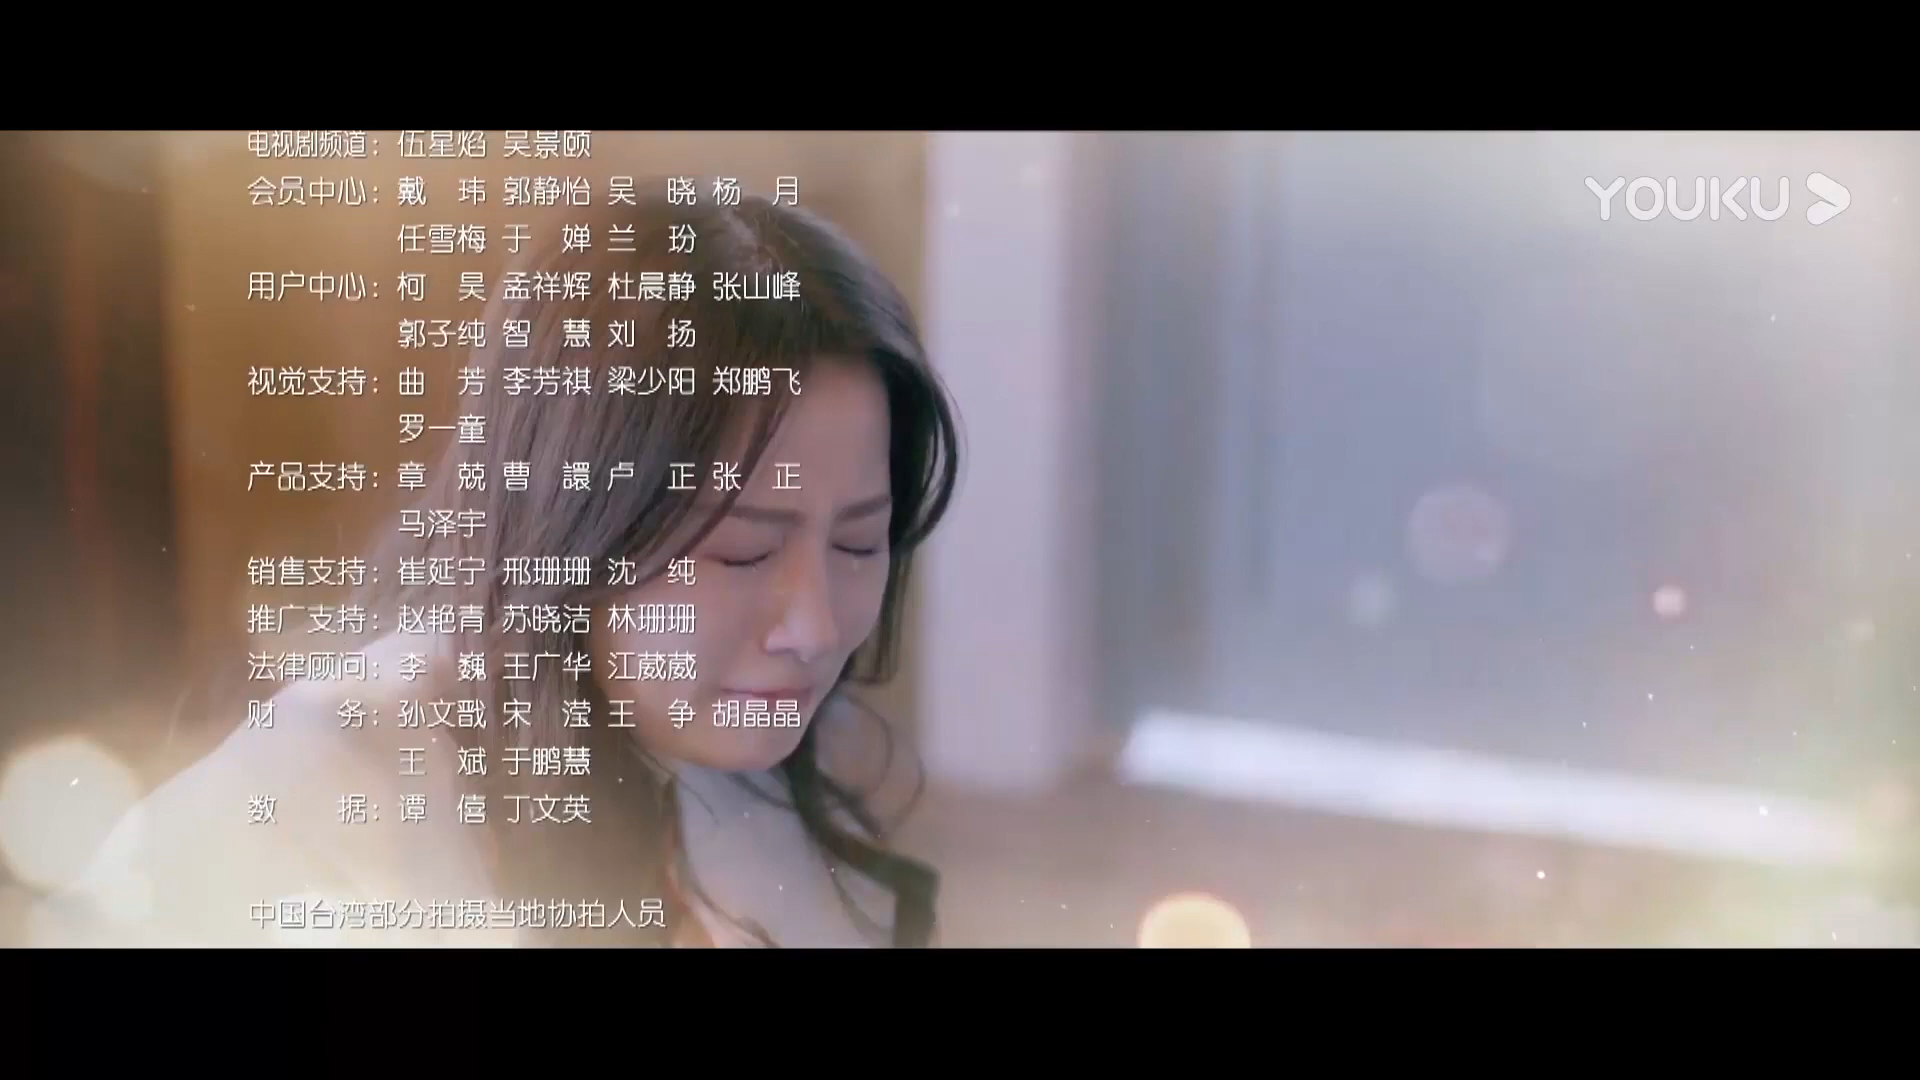 电视剧频道：伍星焰 吴景颐
YOUKU
会员中心：戴　玮 郭静怡 吴　晓 杨　月
任雪梅 于　婵 兰　玢
用户中心：柯　昊 孟祥辉 杜晨静 张山峰
郭子纯 智　慧 刘　扬
视觉支持：曲　芳 李芳祺 梁少阳 郑鹏飞
罗一童
产品支持：章　兢 曹　譞 卢　正 张　正
马泽宇
销售支持：崔延宁 邢珊珊 沈　纯
推广支持：赵艳青 苏晓洁 林珊珊
法律顾问：李　巍 王广华 江葳葳
财　　务：孙文戬 宋　滢 王　争 胡晶晶
王　斌 于鹏慧
数　　据：谭　僖 丁文英
中国台湾部分拍摄当地协拍人员